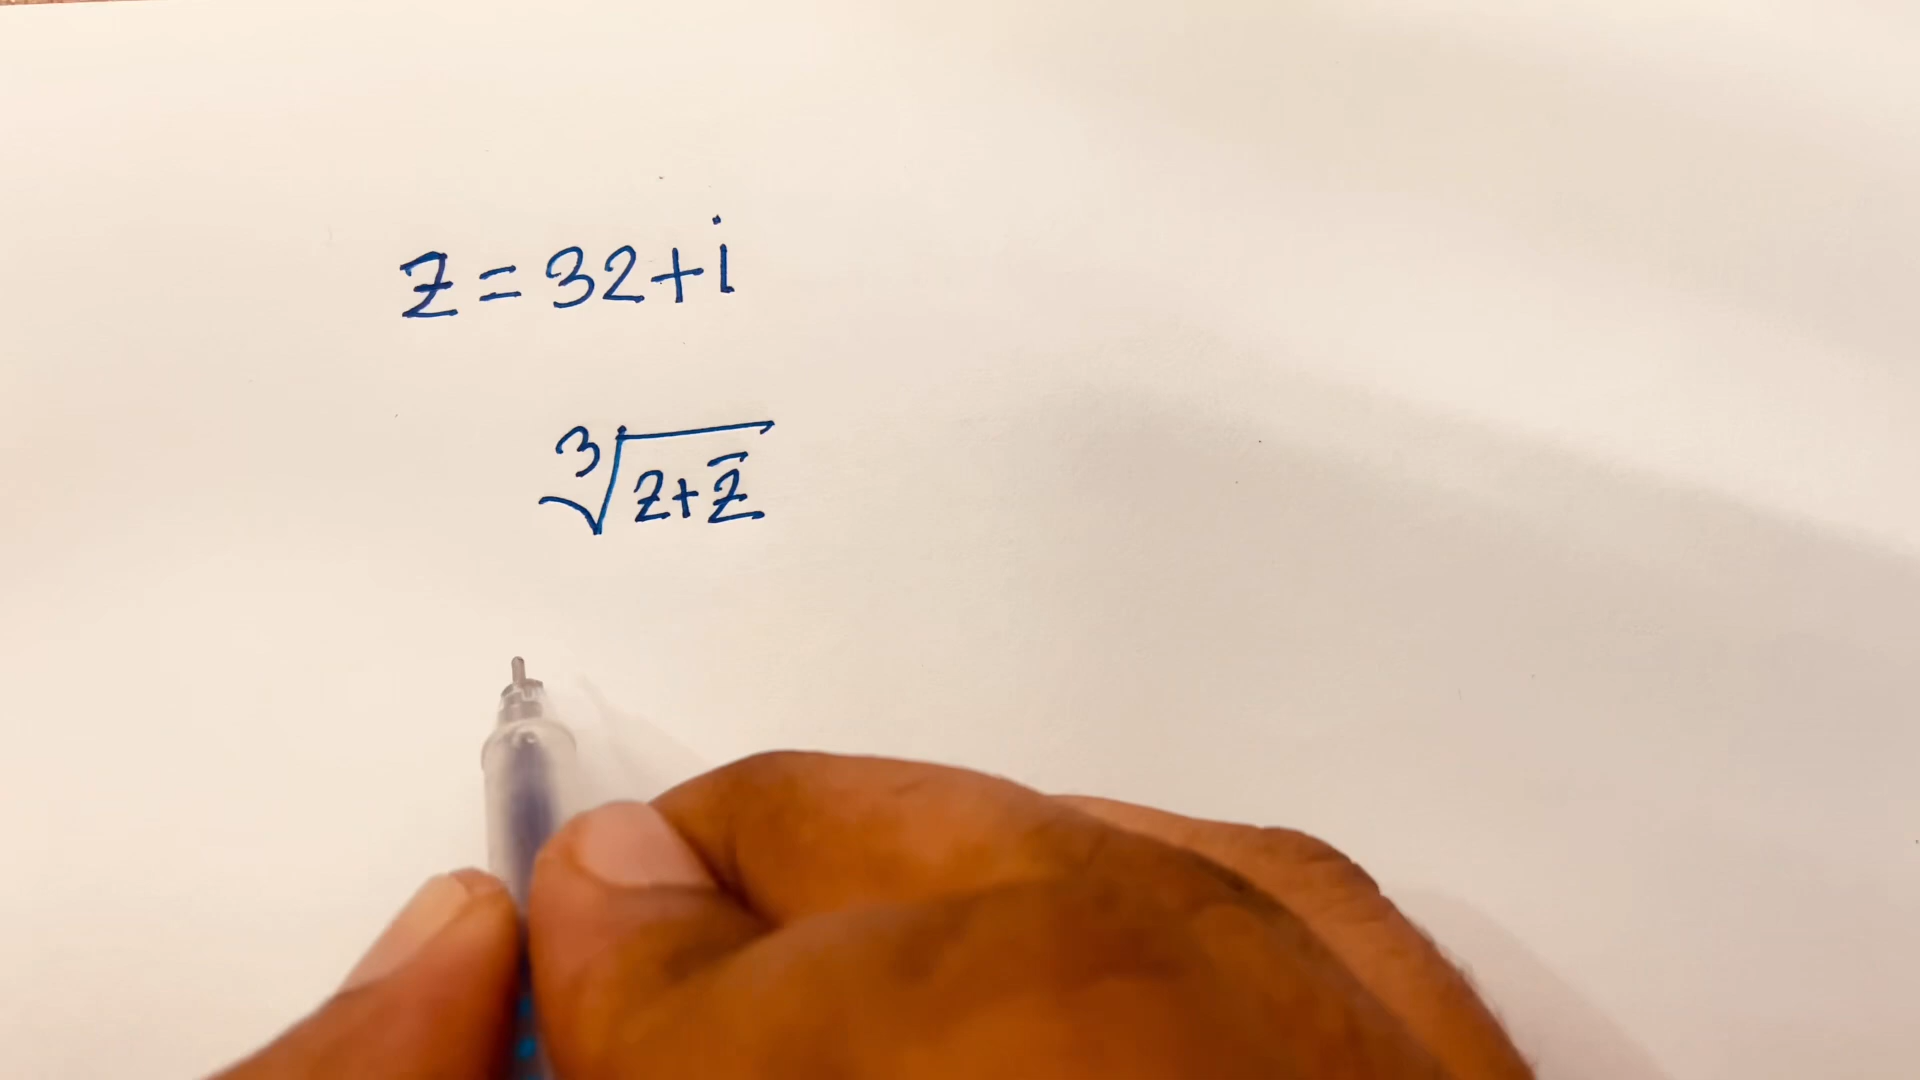 z = 32+i
∛(z+z̅)